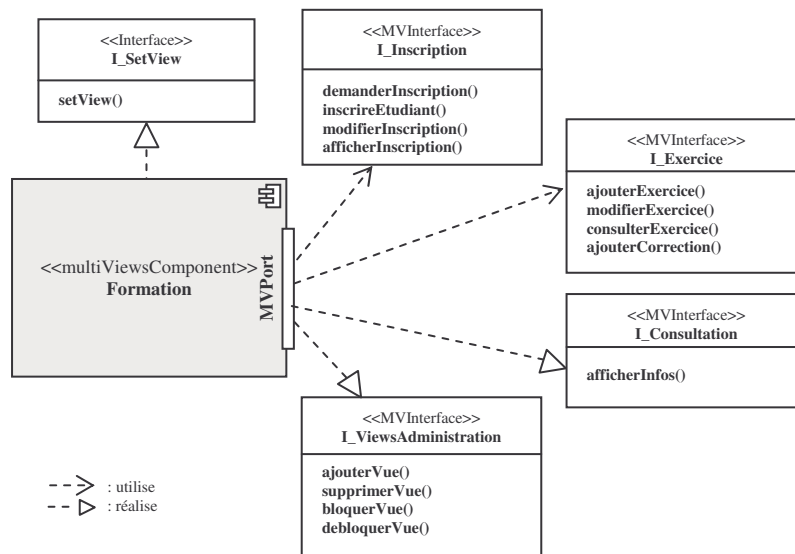 <<Interface>>
I_SetView
setView()
<<MVInterface>>
I_Inscription
demanderInscription()
inscrireEtudiant()
modifierInscription()
afficherInscription()
<<MVInterface>>
I_Exercice
ajouterExercice()
modifierExercice()
consulterExercice()
ajouterCorrection()
<<multiViewsComponent>>
Formation
MVPort
<<MVInterface>>
I_Consultation
afficherInfos()
<<MVInterface>>
I_ViewsAdministration
ajouterVue()
supprimerVue()
bloquerVue()
debloquerVue()
: utilise
: réalise